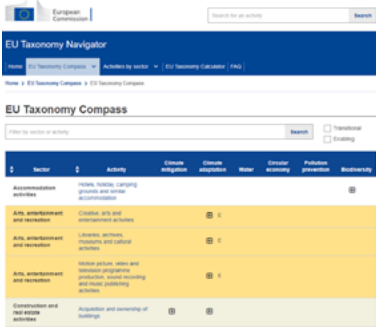 European
Commission
Search for an activity
Search
EU Taxonomy Navigator
Home
EU Taxonomy Compass
Activities by sector
EU Taxonomy Calculator
FAQ
Home > EU Taxonomy Compass > EU Taxonomy Compass
EU Taxonomy Compass
Filter by sector or activity
Search
Transitional
Enabling
Sector
Activity
Climate
mitigation
Climate
adaptation
Water
Circular
economy
Pollution
prevention
Biodiversity
Accommodation
activities
Hotels, holiday, camping
grounds and similar
accommodation
Arts, entertainment
and recreation
Creative, arts and
entertainment activities
E
Arts, entertainment
and recreation
Libraries, archives,
museums and cultural
activities
E
Arts, entertainment
and recreation
Motion picture, video and
television programme
production, sound recording
and music publishing
activities
E
Construction and
real estate
activities
Acquisition and ownership of
buildings